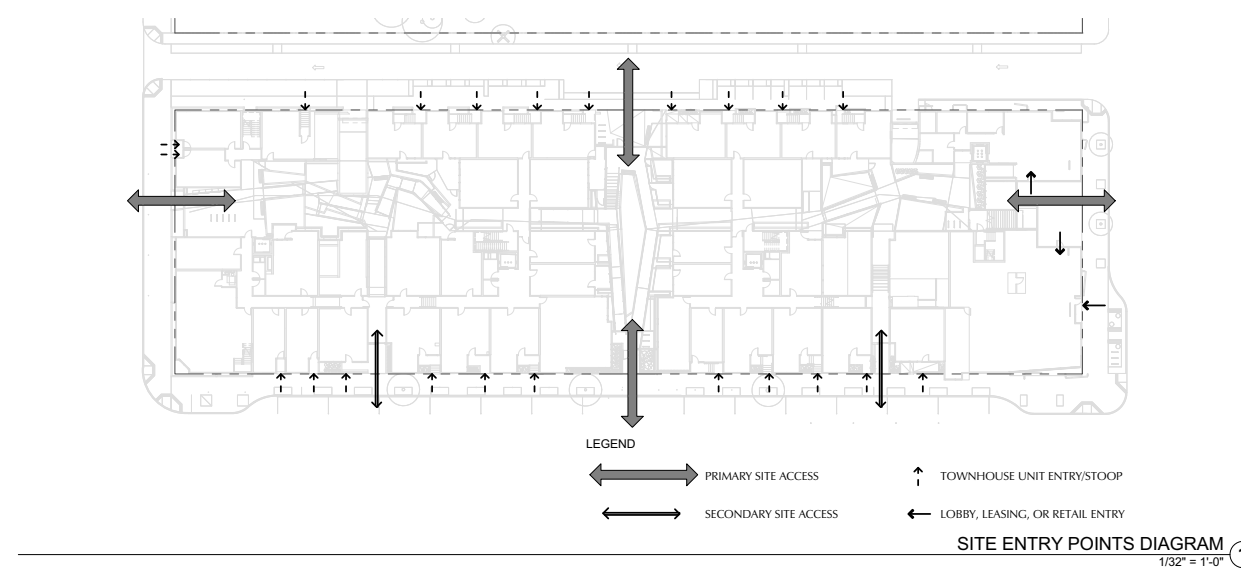 LEGEND
PRIMARY SITE ACCESS
TOWNHOUSE UNIT ENTRY/STOOP
SECONDARY SITE ACCESS
LOBBY, LEASING, OR RETAIL ENTRY
SITE ENTRY POINTS DIAGRAM
1/32" = 1'-0"